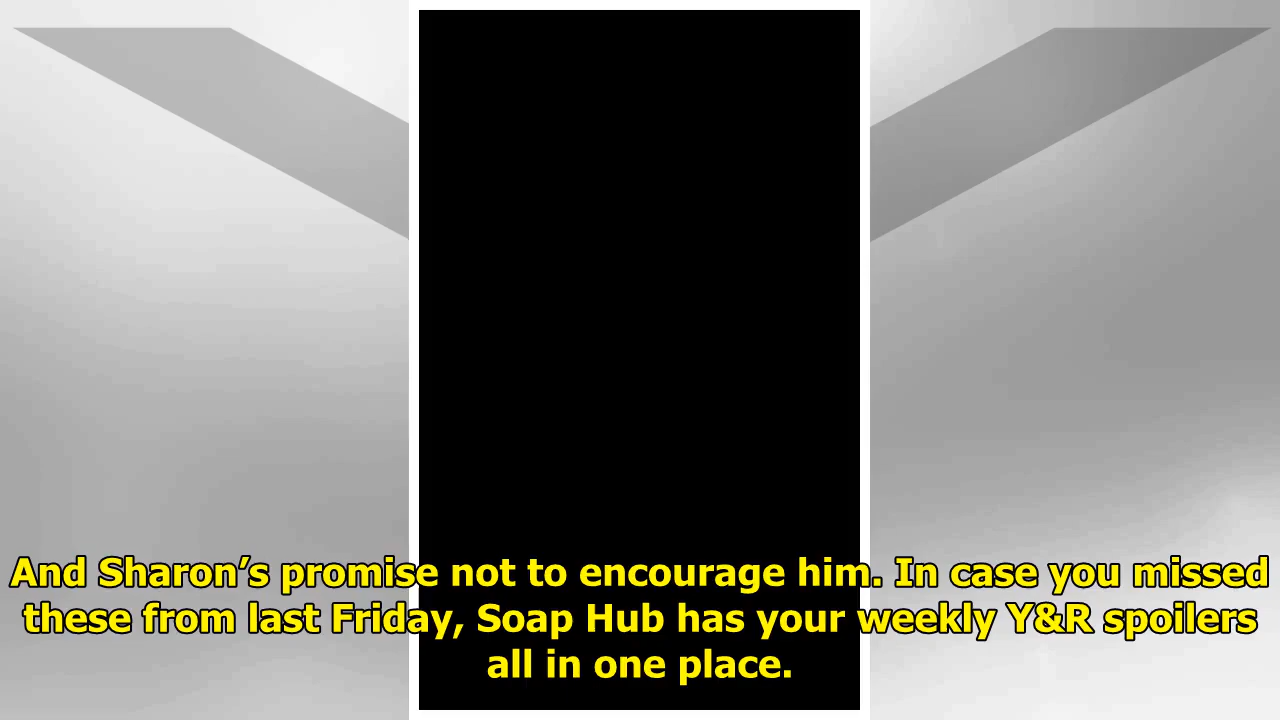 And Sharon’s promise not to encourage him. In case you missed
these from last Friday, Soap Hub has your weekly Y&R spoilers
all in one place.